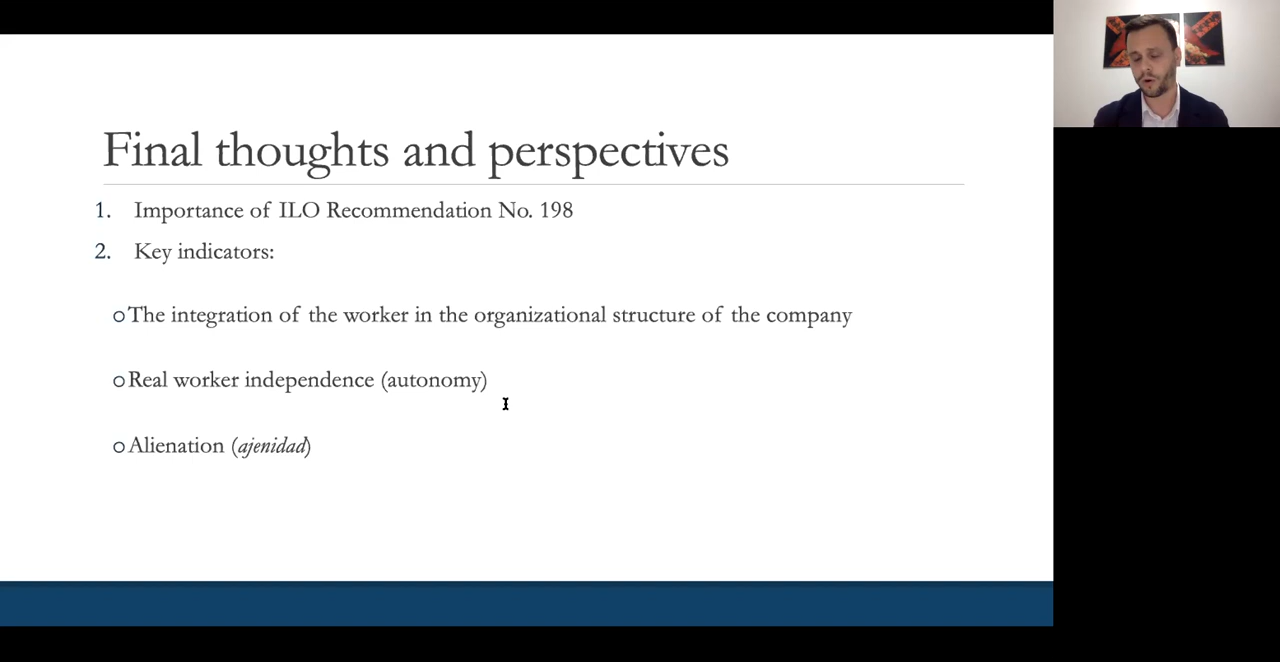 Final thoughts and perspectives
1. Importance of ILO Recommendation No. 198
2. Key indicators:
o The integration of the worker in the organizational structure of the company
o Real worker independence (autonomy)
o Alienation (ajenidad)